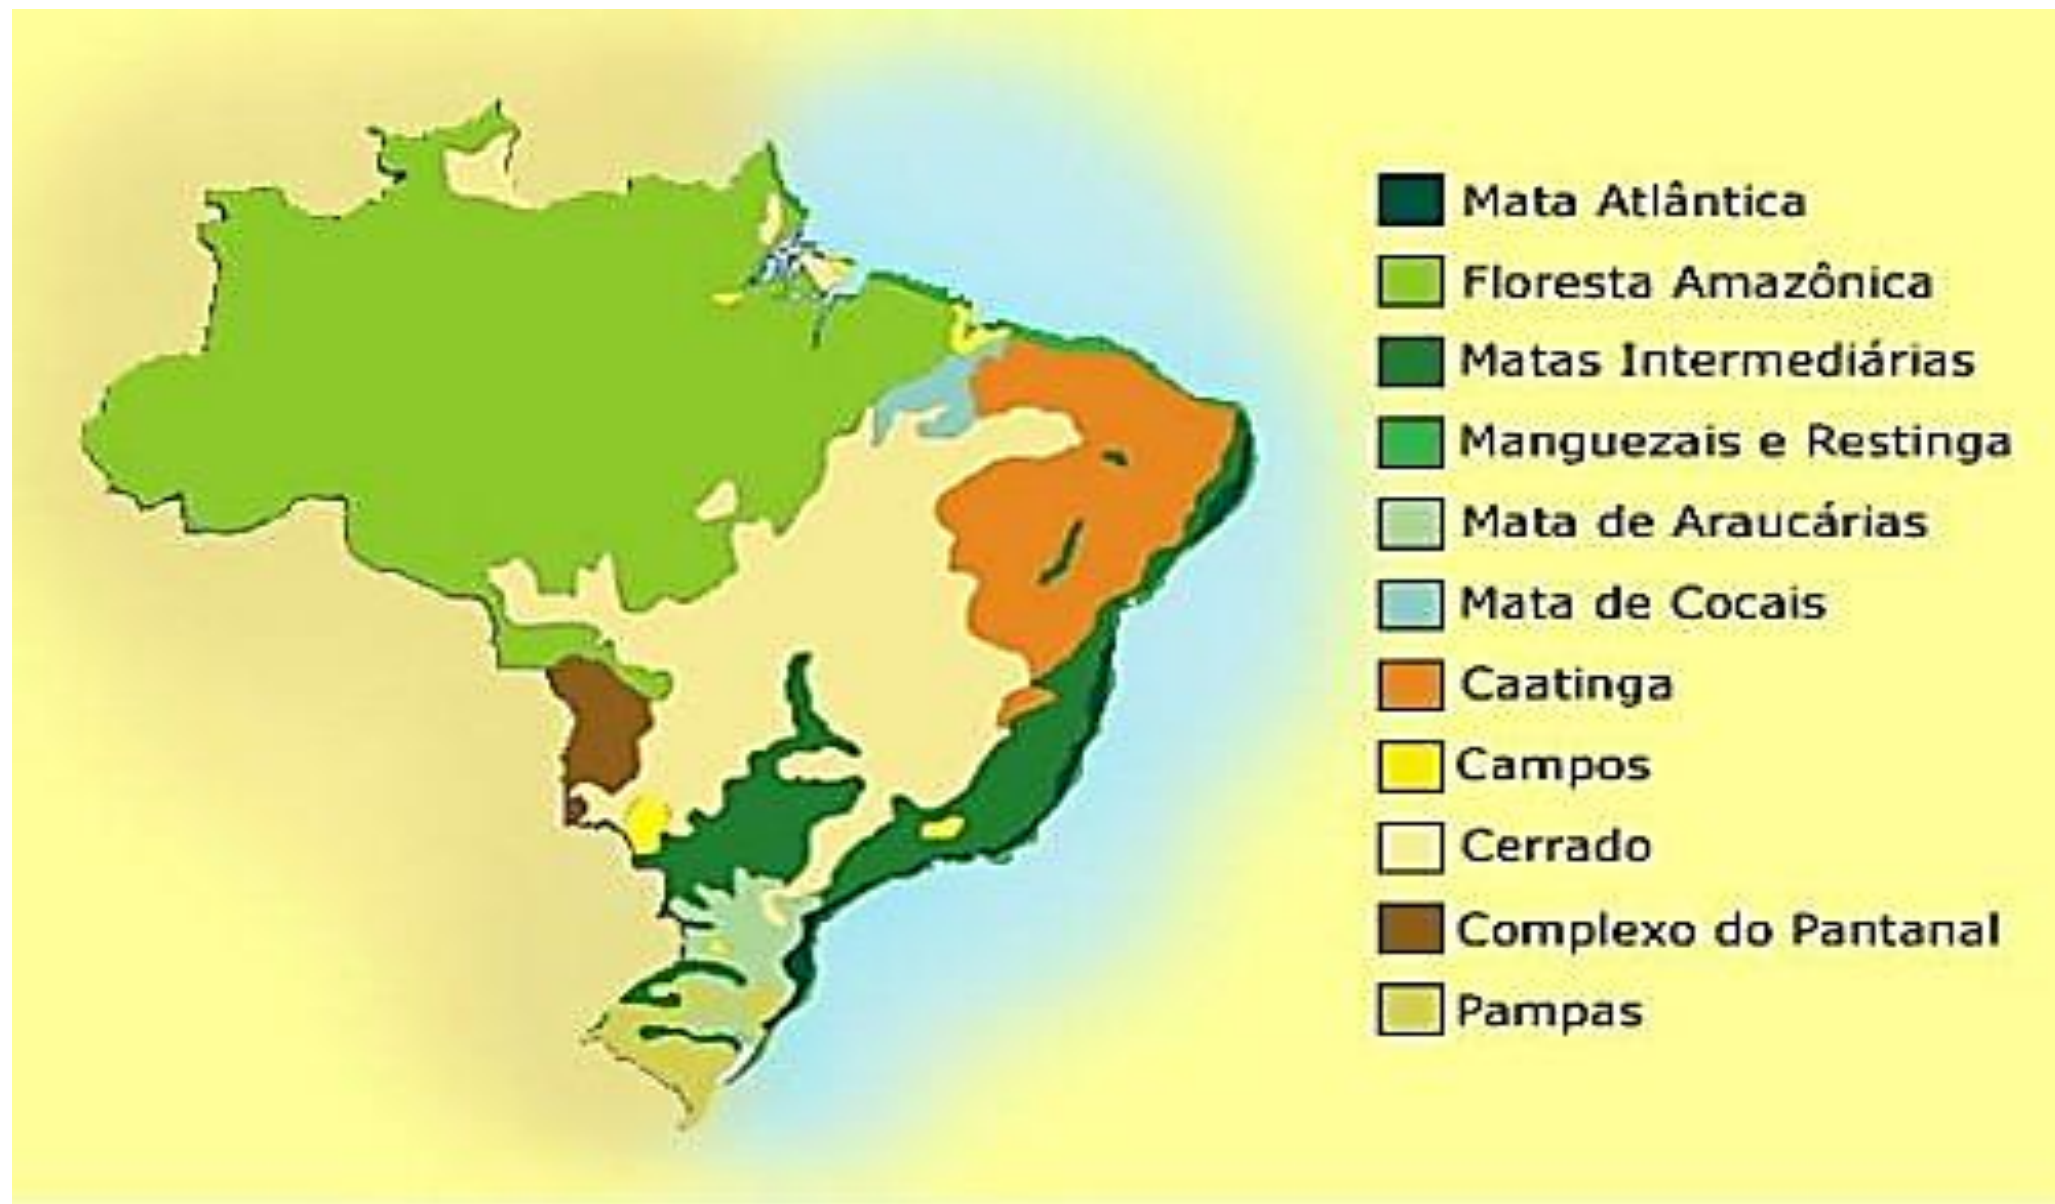 Mata Atlântica
Floresta Amazônica
Matas Intermediárias
Manguezais e Restinga
Mata de Araucárias
Mata de Cocais
Caatinga
Campos
Cerrado
Complexo do Pantanal
Pampas